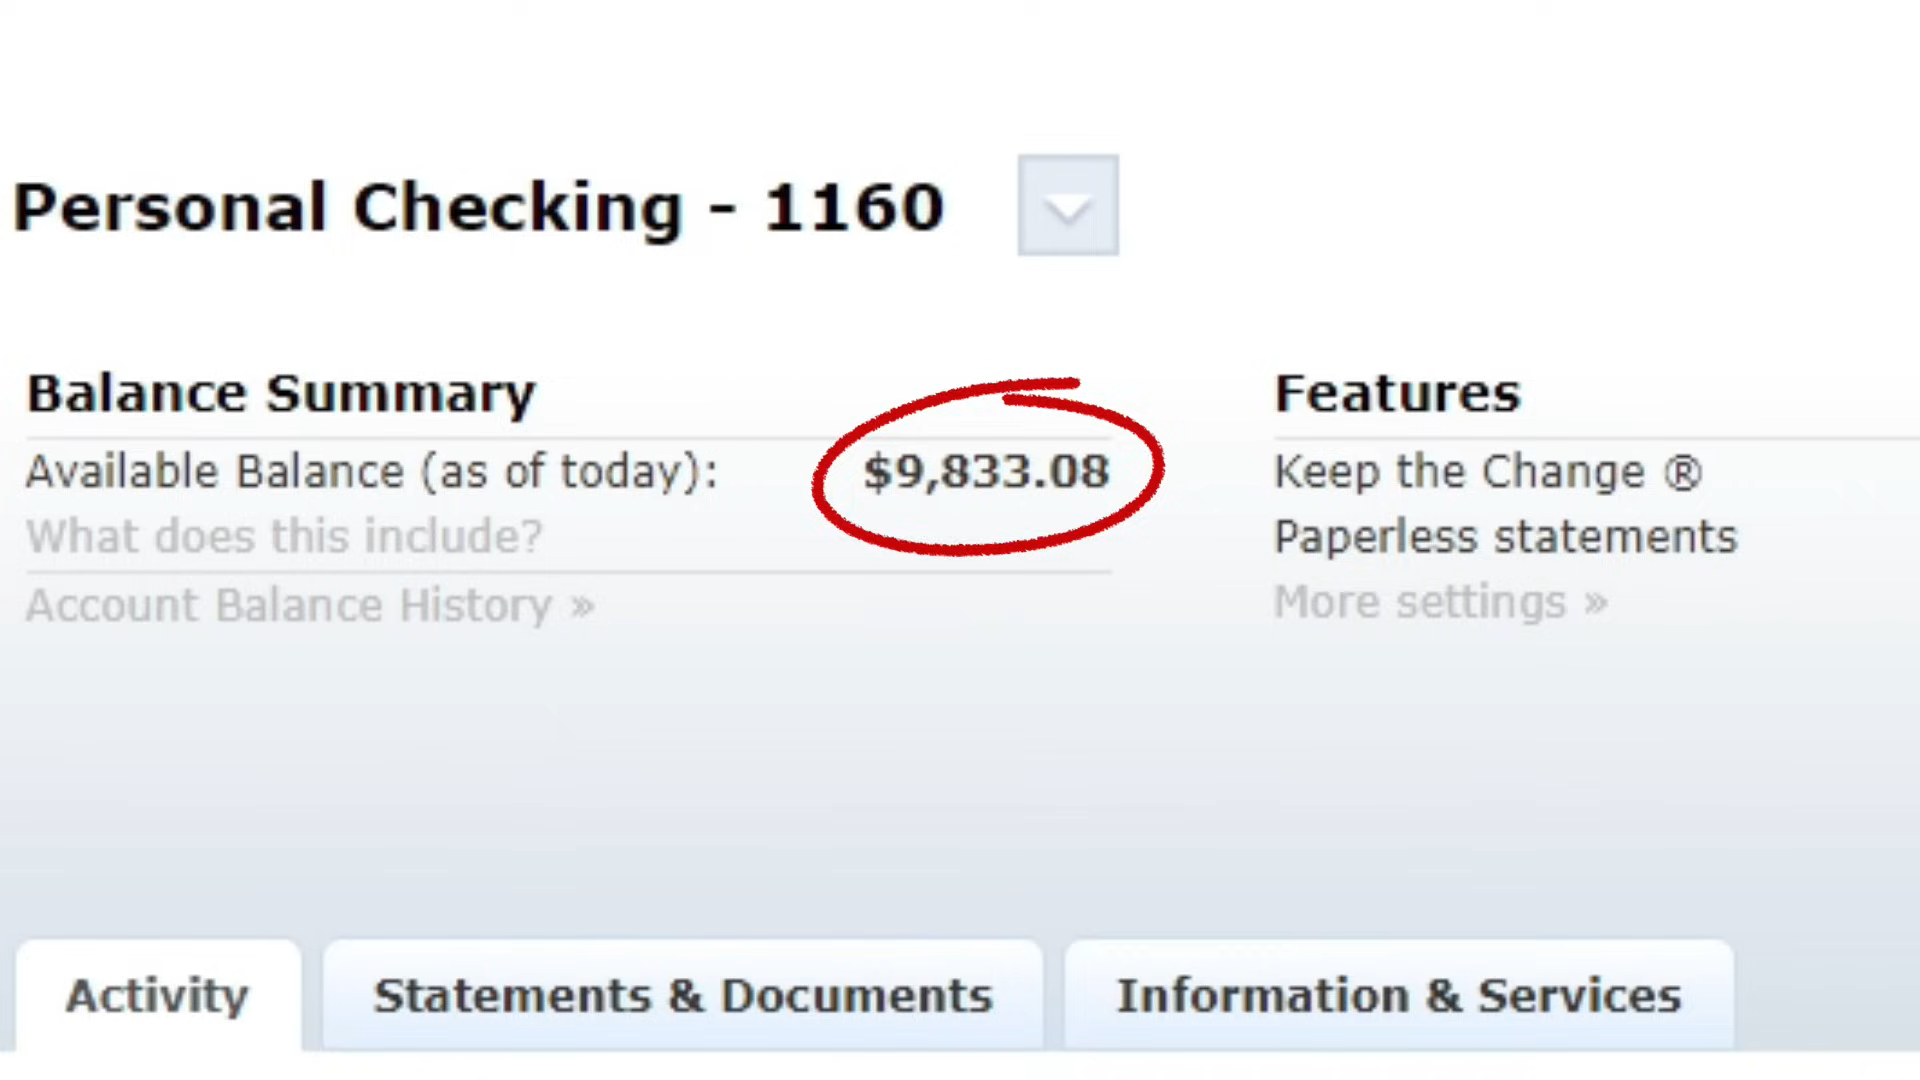 Personal Checking - 1160
Balance Summary
Available Balance (as of today): $9,833.08
What does this include?
Account Balance History »
Features
Keep the Change ®
Paperless statements
More settings »
Activity
Statements & Documents
Information & Services